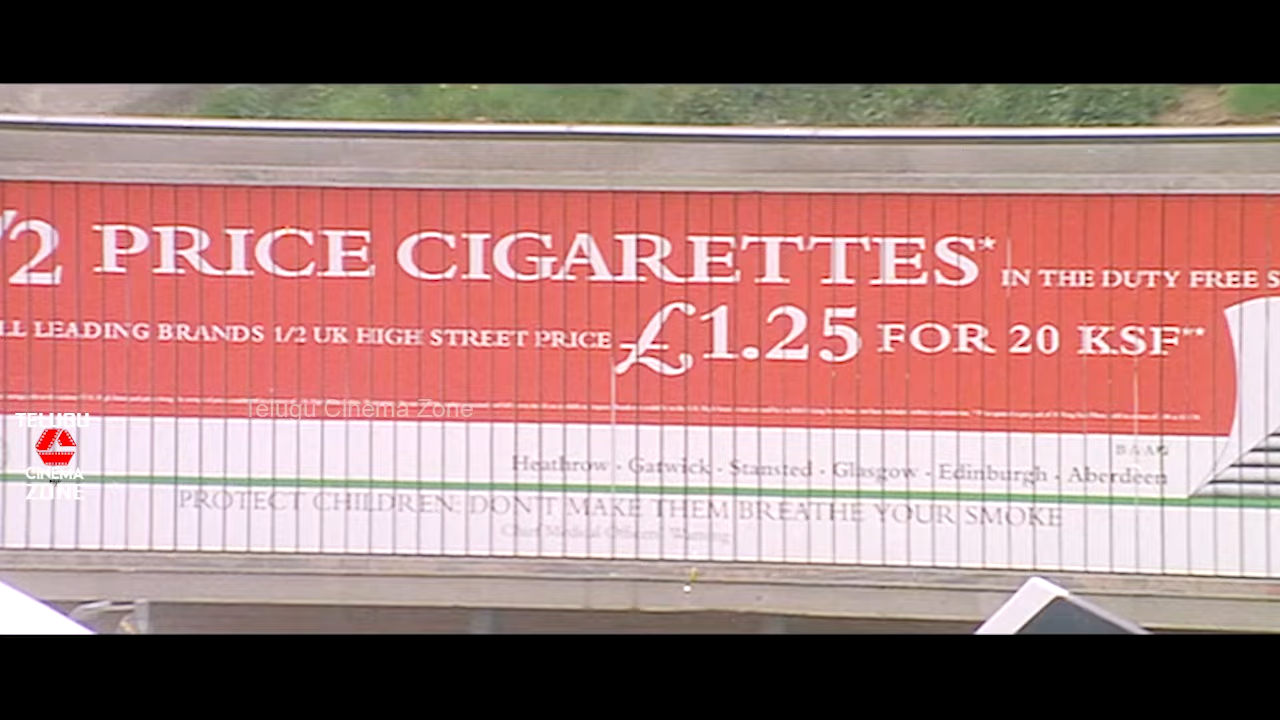 /2 PRICE CIGARETTES* IN THE DUTY FREE S
LL LEADING BRANDS 1/2 UK HIGH STREET PRICE £1.25 FOR 20 KSF**
Telugu Cinema Zone
TELUGU
CINEMA
ZONE
BAA
Heathrow · Gatwick · Stansted · Glasgow · Edinburgh · Aberdeen
PROTECT CHILDREN: DON'T MAKE THEM BREATHE YOUR SMOKE
Chief Medical Officers' Warning